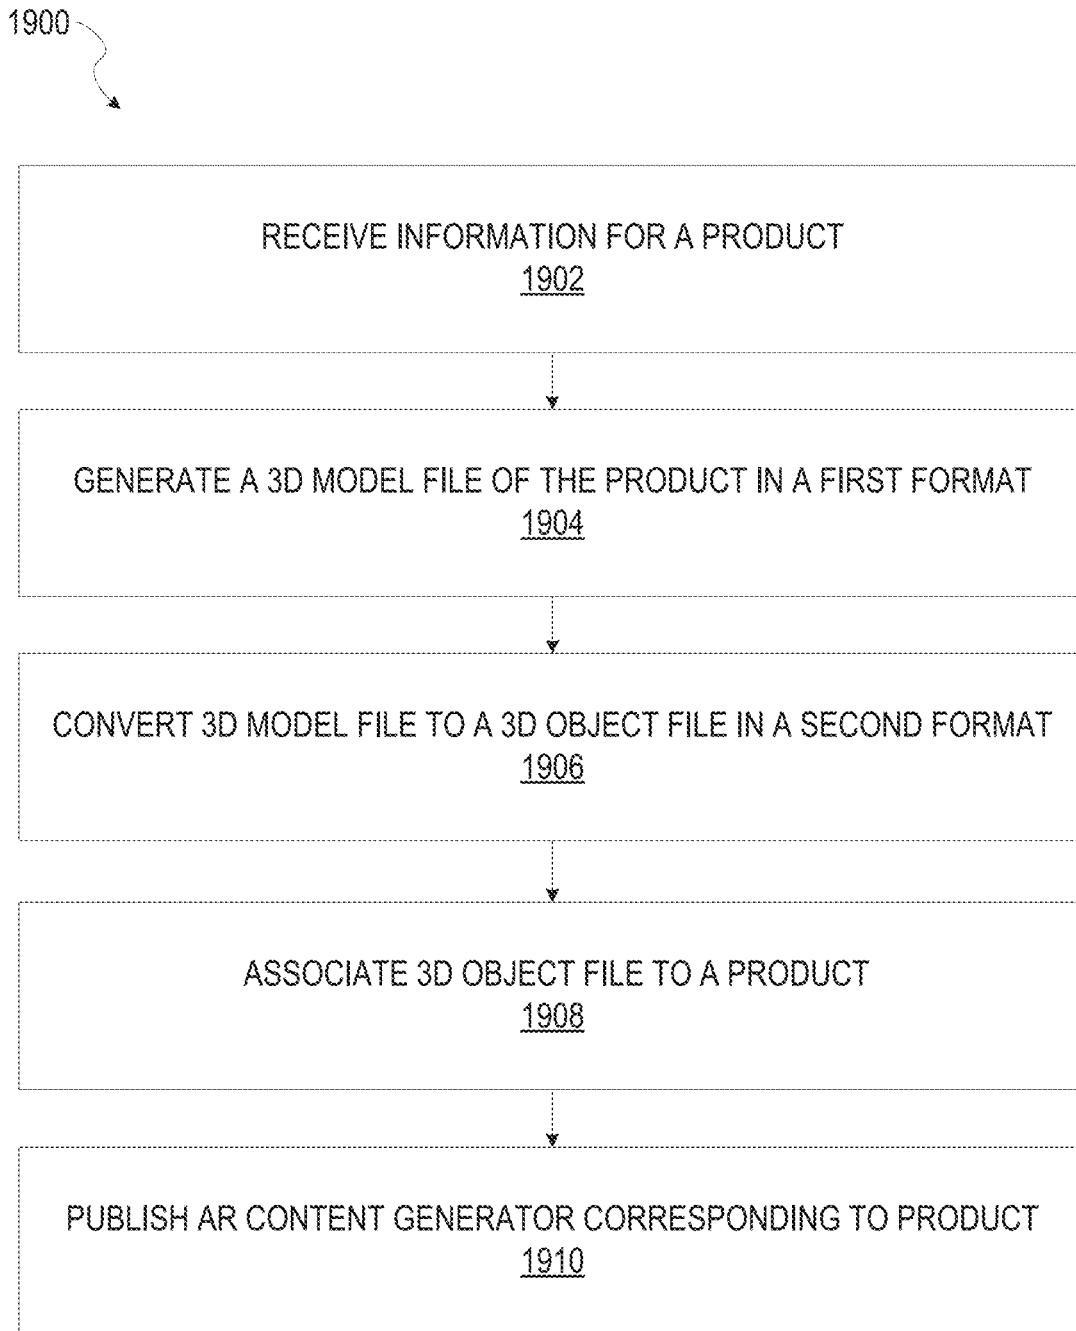 1900
RECEIVE INFORMATION FOR A PRODUCT
1902
GENERATE A 3D MODEL FILE OF THE PRODUCT IN A FIRST FORMAT
1904
CONVERT 3D MODEL FILE TO A 3D OBJECT FILE IN A SECOND FORMAT
1906
ASSOCIATE 3D OBJECT FILE TO A PRODUCT
1908
PUBLISH AR CONTENT GENERATOR CORRESPONDING TO PRODUCT
1910